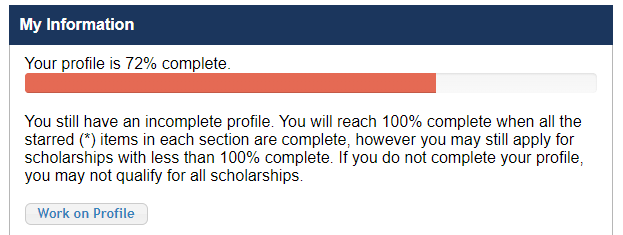 My Information
Your profile is 72% complete.
You still have an incomplete profile. You will reach 100% complete when all the
starred (*) items in each section are complete, however you may still apply for
scholarships with less than 100% complete. If you do not complete your profile,
you may not qualify for all scholarships.
Work on Profile